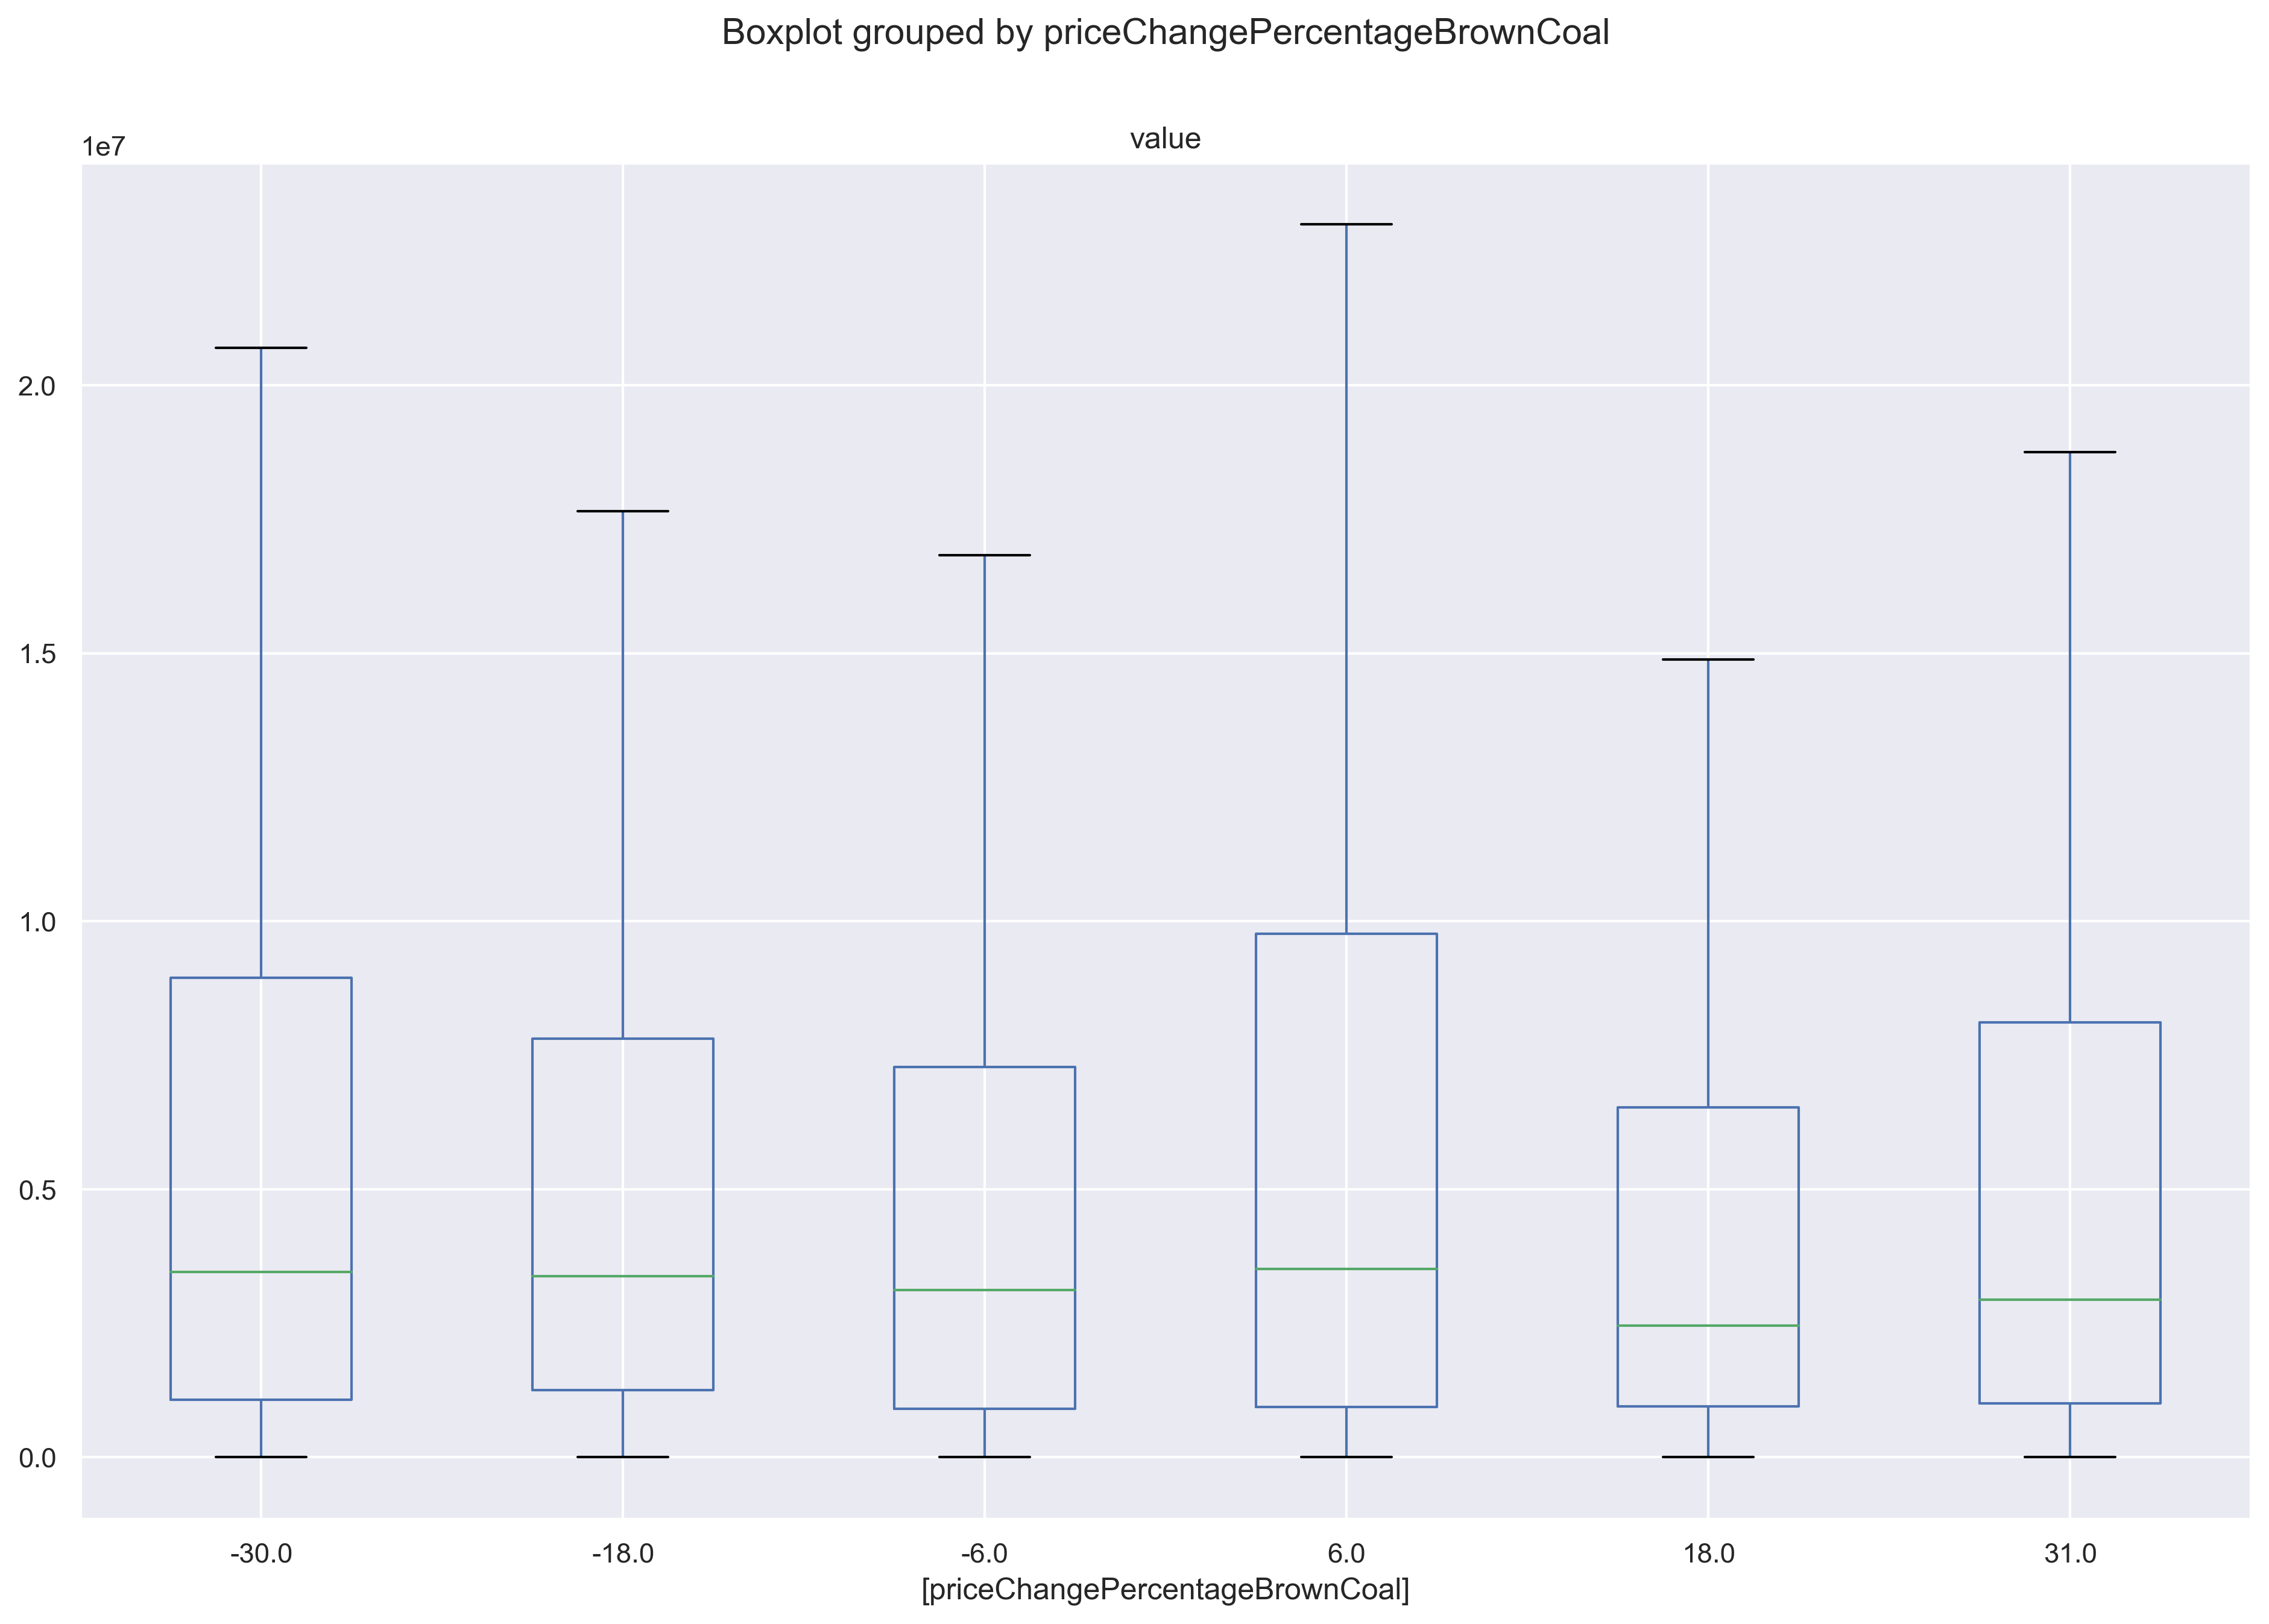 Boxplot grouped by priceChangePercentageBrownCoal
value
1e7
2.0
1.5
1.0
0.5
0.0
-30.0 -18.0 -6.0 6.0 18.0 31.0
[priceChangePercentageBrownCoal]